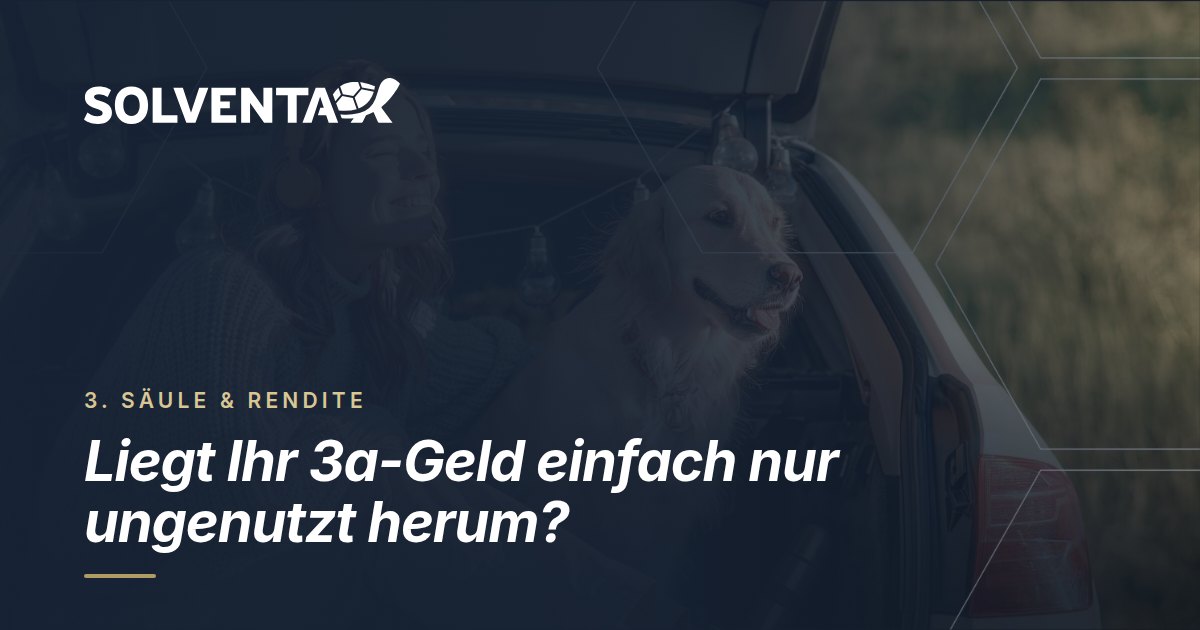 SOLVENTA
3. SÄULE & RENDITE
Liegt Ihr 3a-Geld einfach nur
ungenutzt herum?